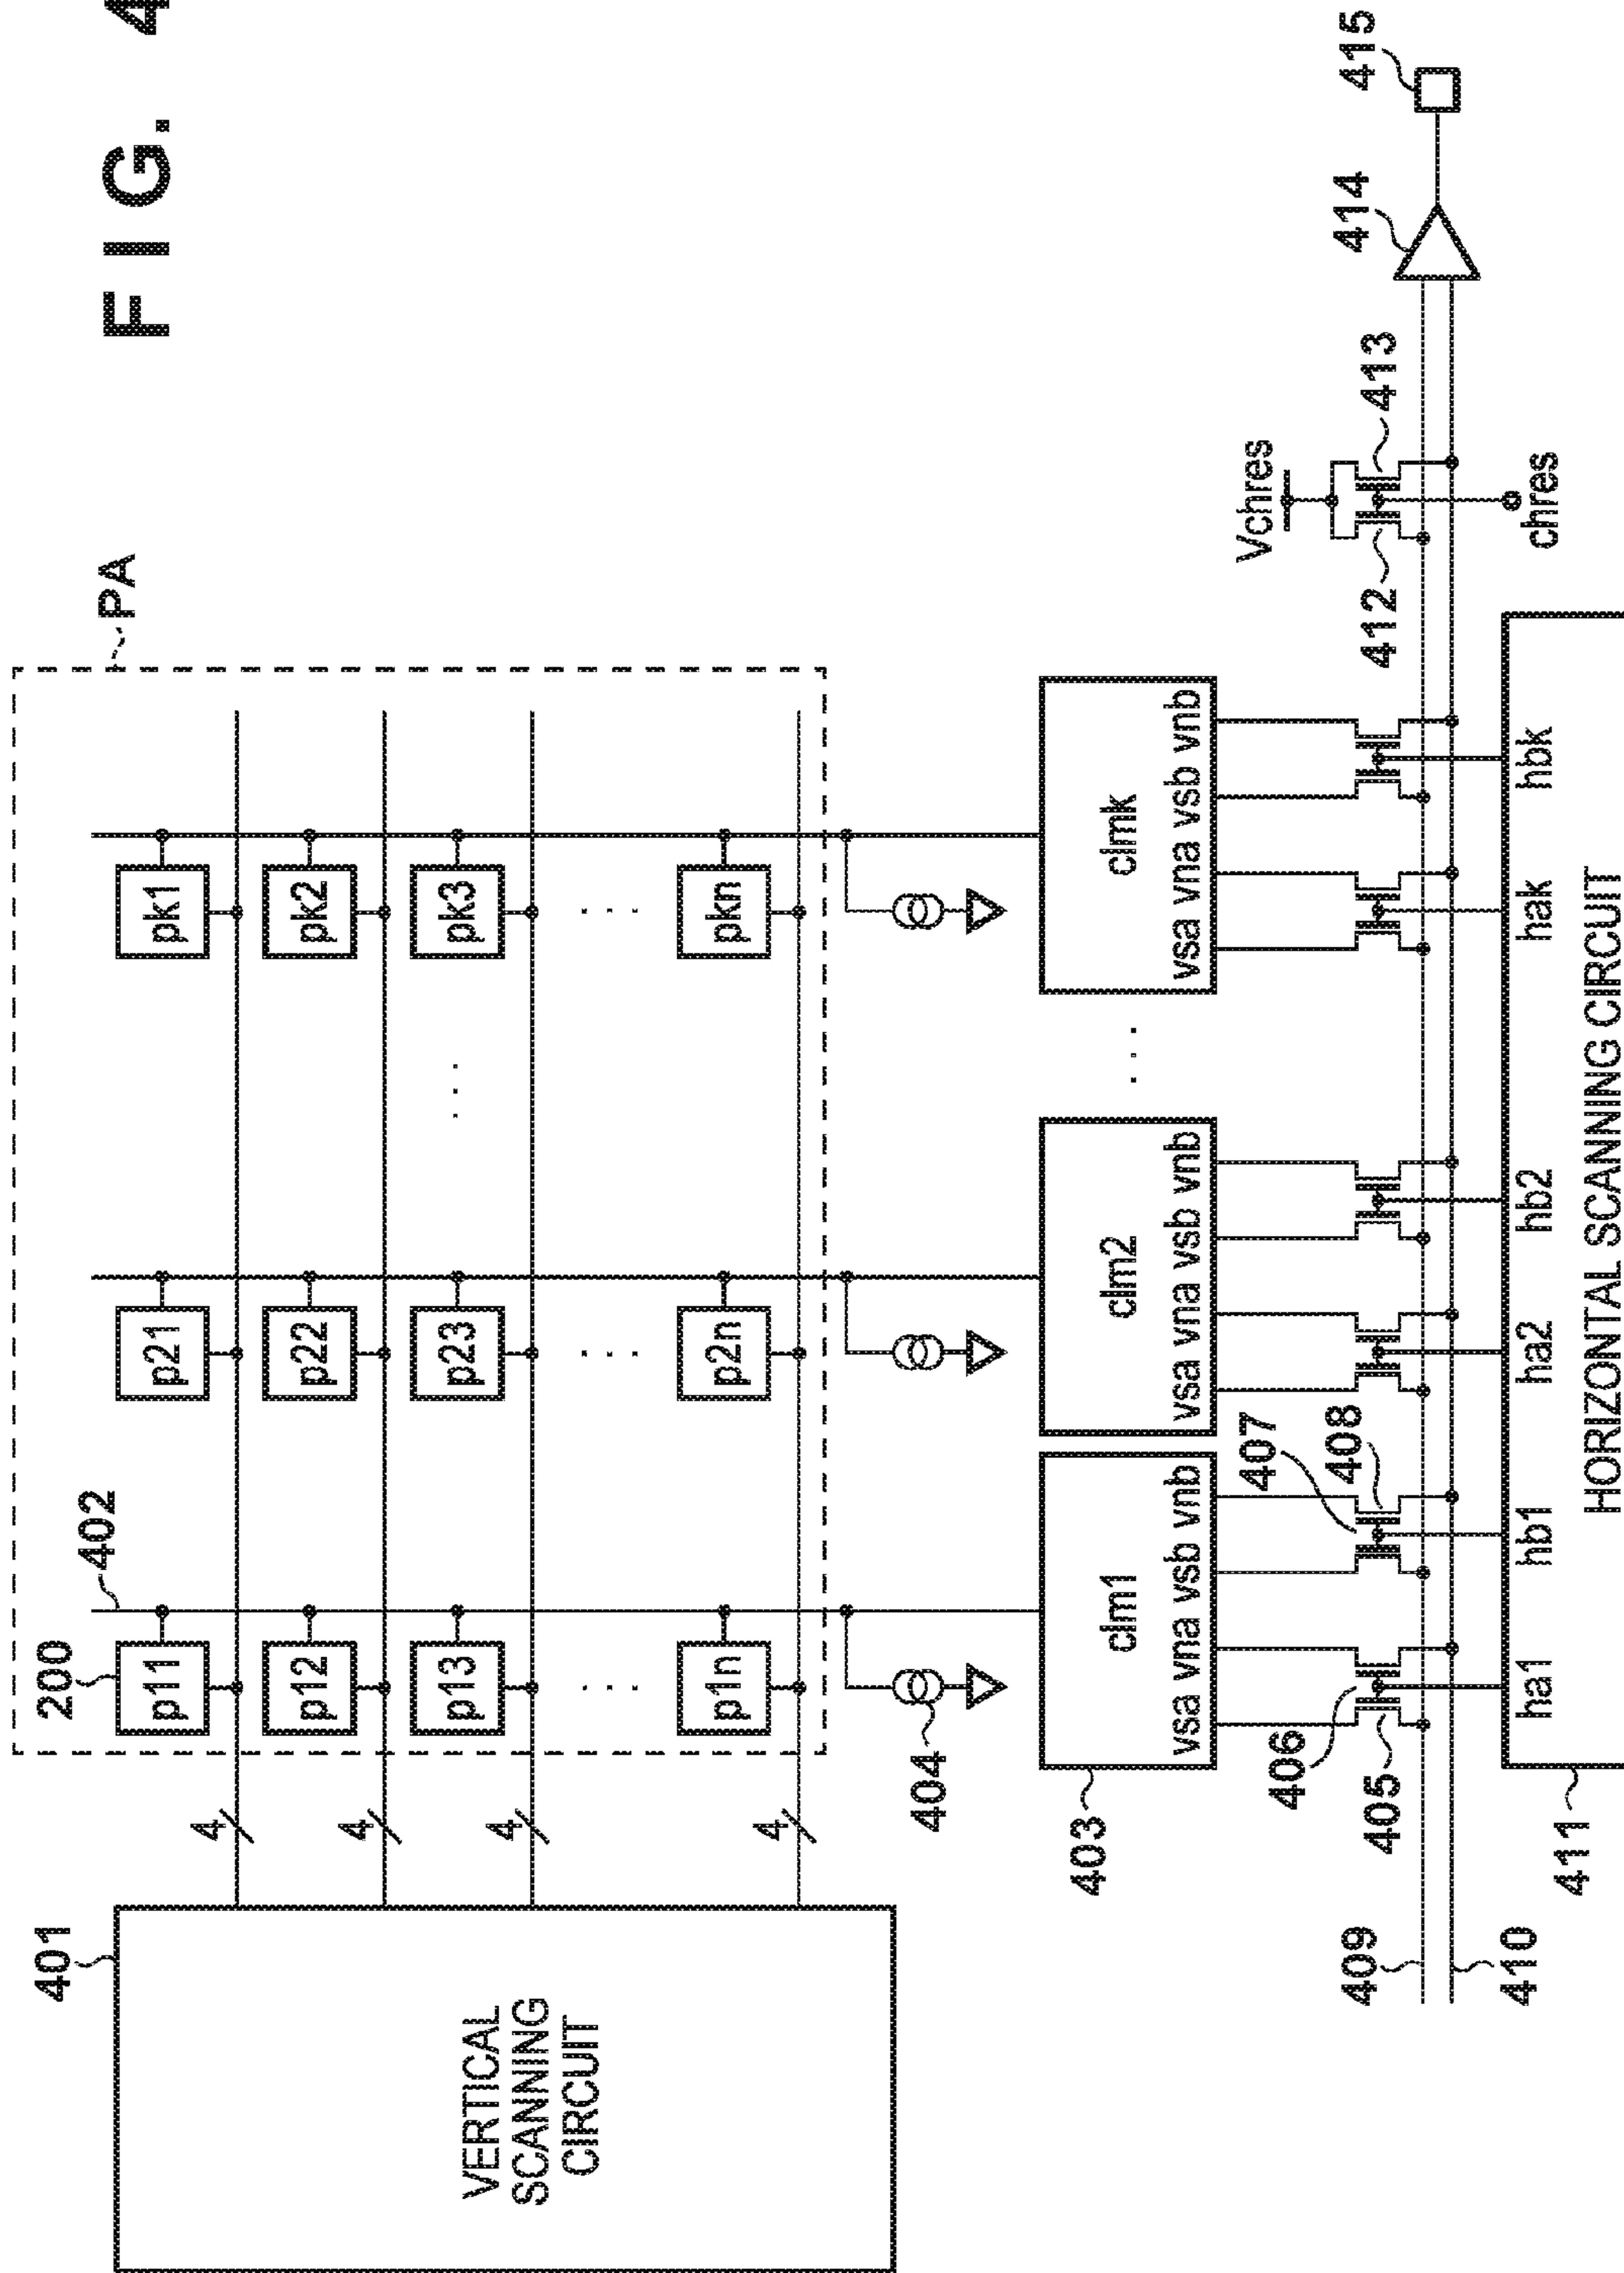 FIG. 4
PA
401
200
402
VERTICAL
SCANNING
CIRCUIT
4
4
4
4
p11
p21
pk1
p12
p22
pk2
p13
p23
pk3
p1n
p2n
pkn
404
403
clm1
clm2
clmk
vsa vna vsb vnb
vsa vna vsb vnb
vsa vna vsb vnb
Vchres
406
405
407
408
412
413
414
415
409
410
chres
411
ha1
hb1
ha2
hb2
hak
hbk
HORIZONTAL SCANNING CIRCUIT